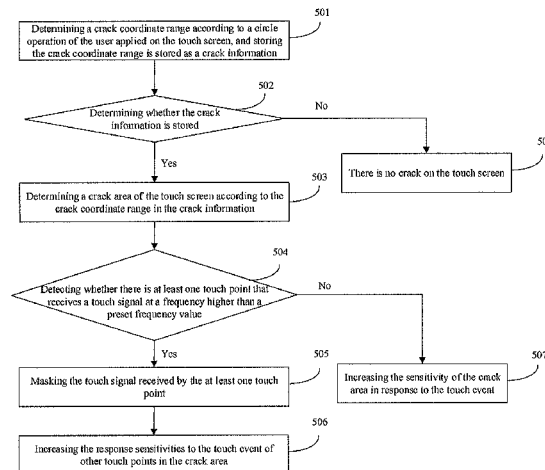 501
Determining a crack coordinate range according to a circle
operation of the user applied on the touch screen, and storing
the crack coordinate range is stored as a crack information
502
Determining whether the crack
information is stored
No
Yes
50
There is no crack on the touch screen
503
Determining a crack area of the touch screen according to the
crack coordinate range in the crack information
504
Detecting whether there is at least one touch point that
receives a touch signal at a frequency higher than a
preset frequency value
No
Yes
505
Masking the touch signal received by the at least one touch
point
507
Increasing the sensitivity of the crack
area in response to the touch event
506
Increasing the response sensitivities to the touch event of
other touch points in the crack area